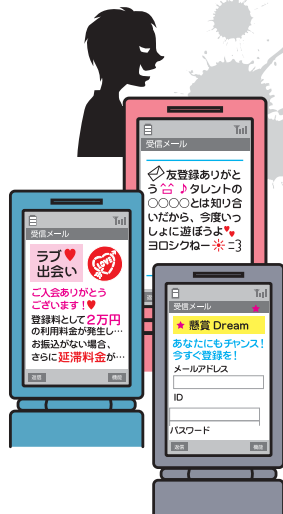 受信メール
友登録ありがと
う ♪タレントの
○○○○とは知り合
いだから、今度いっ
しょに遊ぼうよ♥
ヨロシクねー
受信メール
ラブ♥
出会い
Love
ご入会ありがとう
ございます!♥
登録料として2万円
の利用料金が発生し…
お振込がない場合、
さらに延滞料金が…
返信
機能
受信メール
★ 懸賞 Dream
あなたにもチャンス!
今すぐ登録を!
メールアドレス
ID
パスワード
返信
機能